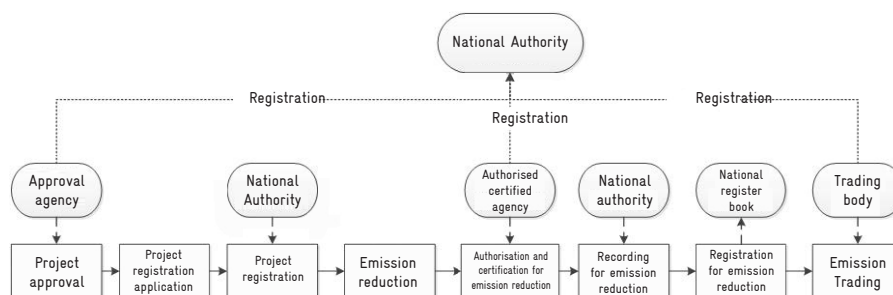 National Authority
Registration
Registration
Registration
Approval
agency
National
Authority
Authorised
certified
agency
National
authority
National
register
book
Trading
body
Project
approval
Project
registration
application
Project
registration
Emission
reduction
Authorisation and
certification for
emission reduction
Recording
for emission
reduction
Registration
for emission
reduction
Emission
Trading